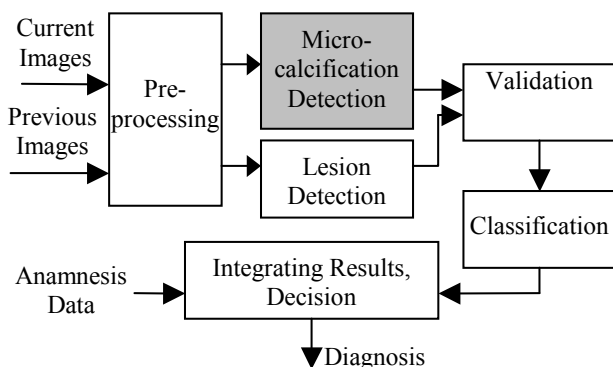 Current
Images
Previous
Images
Pre-
processing
Micro-
calcification
Detection
Lesion
Detection
Validation
Classification
Anamnesis
Data
Integrating Results,
Decision
Diagnosis